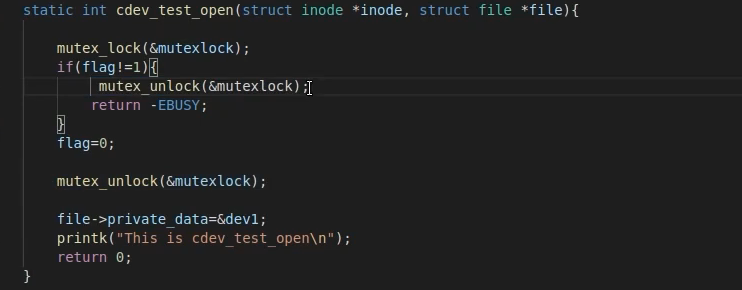 static int cdev_test_open(struct inode *inode, struct file *file){
mutex_lock(&mutexlock);
if(flag!=1){
mutex_unlock(&mutexlock);
return -EBUSY;
}
flag=0;
mutex_unlock(&mutexlock);
file->private_data=&dev1;
printk("This is cdev_test_open\n");
return 0;
}